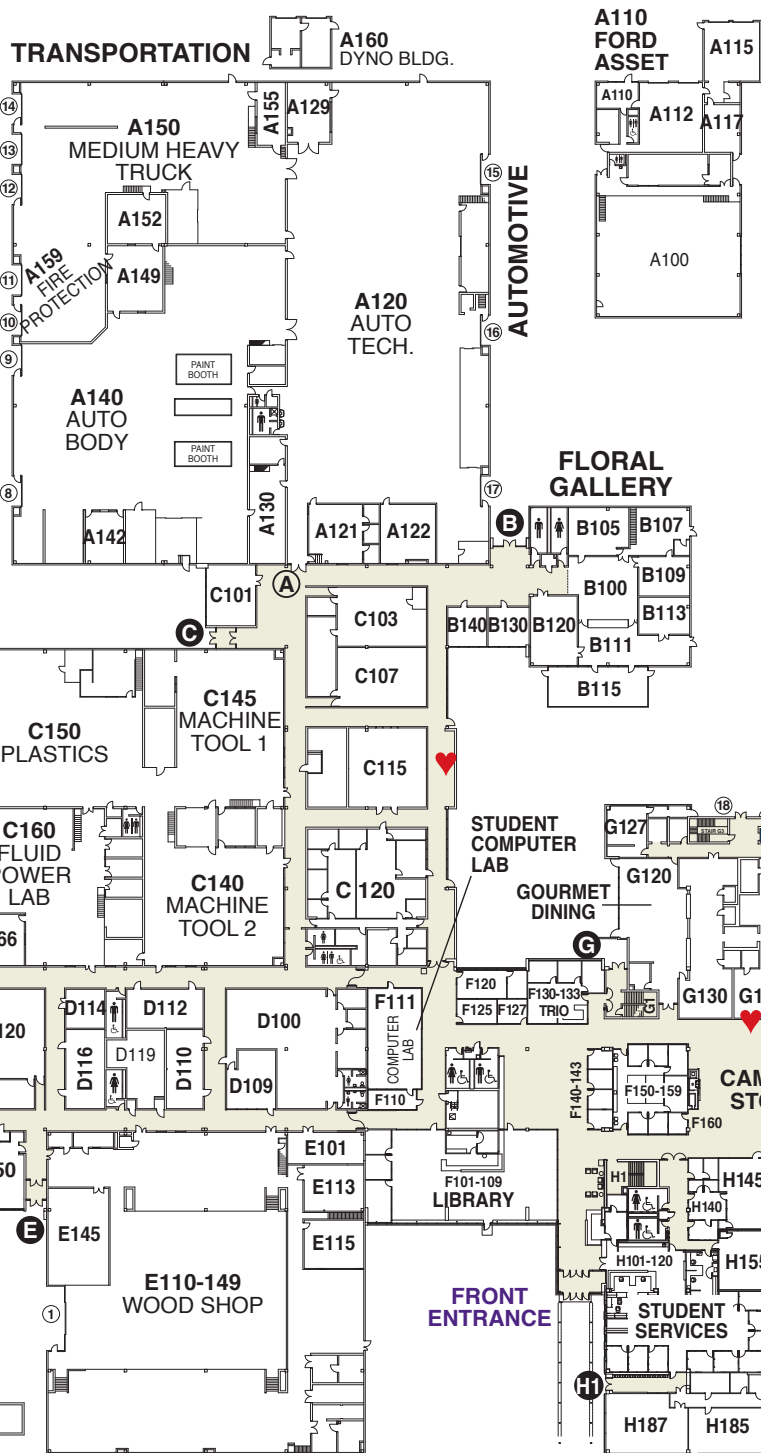 TRANSPORTATION
A160
DYNO BLDG.
A110
FORD
ASSET
A115
A110
A112
A117
A100
14
13
12
11
10
9
8
A155
A129
A150
MEDIUM HEAVY
TRUCK
A152
A159
FIRE
PROTECTION
A149
15
AUTOMOTIVE
16
17
A120
AUTO
TECH.
PAINT
BOOTH
A140
AUTO
BODY
PAINT
BOOTH
A130
A142
A121
A122
FLORAL
GALLERY
B
B105
B107
B100
B109
B113
B140
B130
B120
B111
B115
A
C101
C
C103
C107
C145
MACHINE
TOOL 1
C150
PLASTICS
C115
C160
FLUID
POWER
LAB
C140
MACHINE
TOOL 2
C120
STUDENT
COMPUTER
LAB
18
G127
STAIR G3
G120
GOURMET
DINING
G
G1
G130
G1
66
120
D114
D112
D116
D119
D110
D100
D109
F111
COMPUTER
LAB
F110
F120
F125
F127
F130-133
TRIO
F140-143
F150-159
F160
CAM
STO
50
E
E145
E101
E113
E115
E110-149
WOOD SHOP
1
F101-109
LIBRARY
FRONT
ENTRANCE
H1
H145
H140
H155
H101-120
STUDENT
SERVICES
H1
H187
H185